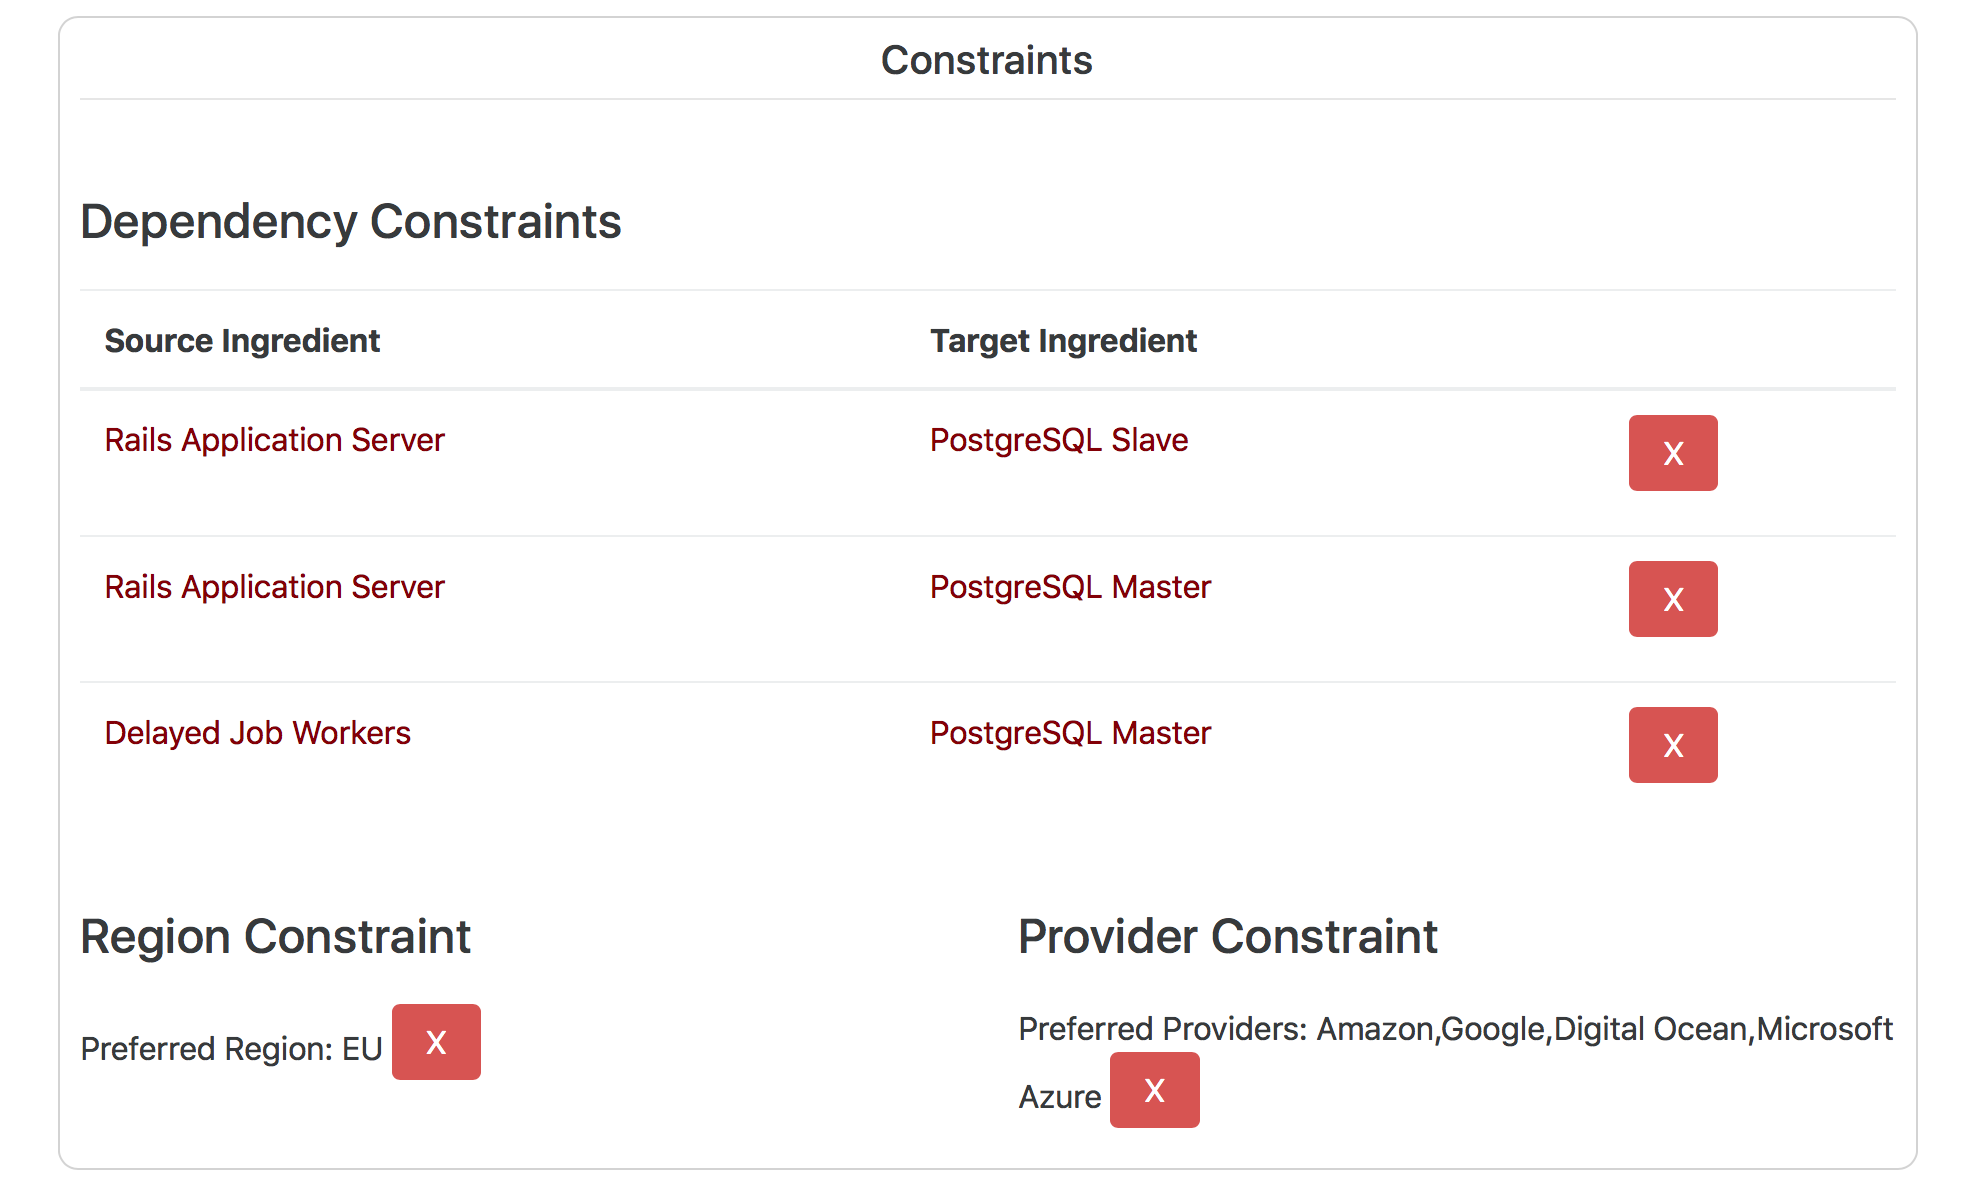 Constraints
Dependency Constraints
Source Ingredient Target Ingredient
Rails Application Server PostgreSQL Slave X
Rails Application Server PostgreSQL Master X
Delayed Job Workers PostgreSQL Master X
Region Constraint
Preferred Region: EU X
Provider Constraint
Preferred Providers: Amazon,Google,Digital Ocean,Microsoft
Azure X